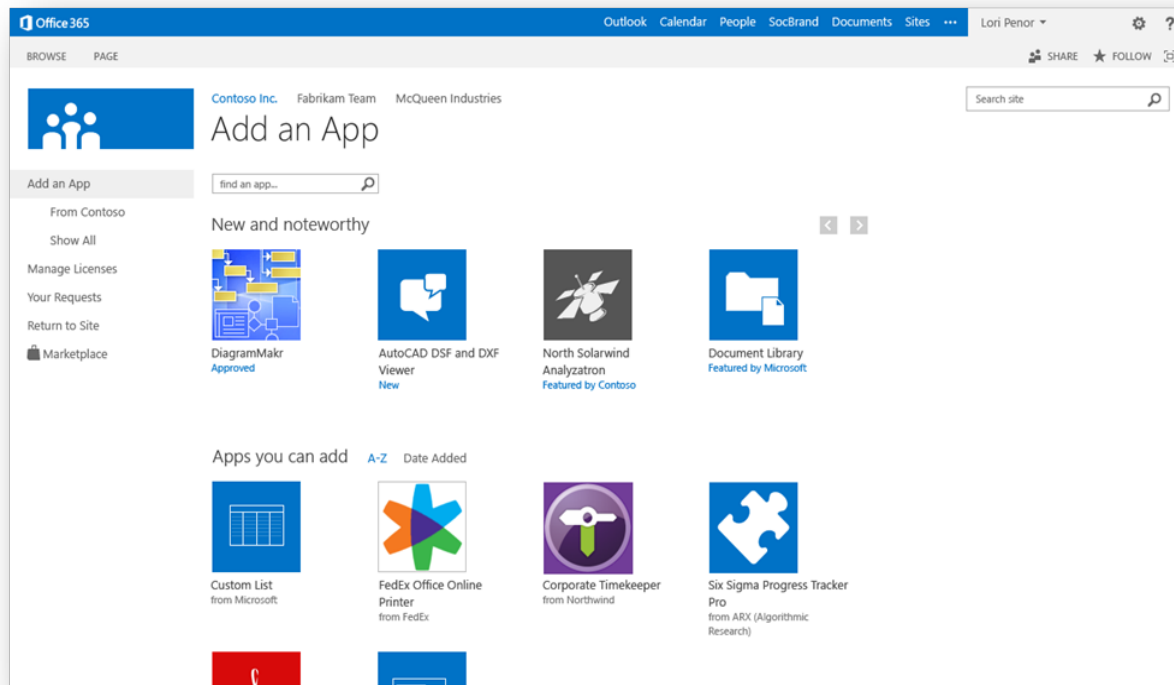 Office 365
Outlook Calendar People SocBrand Documents Sites ··· Lori Penor ?
BROWSE PAGE
SHARE FOLLOW
Contoso Inc. Fabrikam Team McQueen Industries
Search site
Add an App
Add an App
find an app...
From Contoso
Show All
Manage Licenses
Your Requests
Return to Site
Marketplace
New and noteworthy
DiagramMakr
Approved
AutoCAD DSF and DXF
Viewer
New
North Solarwind
Analyzatron
Featured by Contoso
Document Library
Featured by Microsoft
Apps you can add A-Z Date Added
Custom List
from Microsoft
FedEx Office Online
Printer
from FedEx
Corporate Timekeeper
from Northwind
Six Sigma Progress Tracker
Pro
from ARX (Algorithmic
Research)